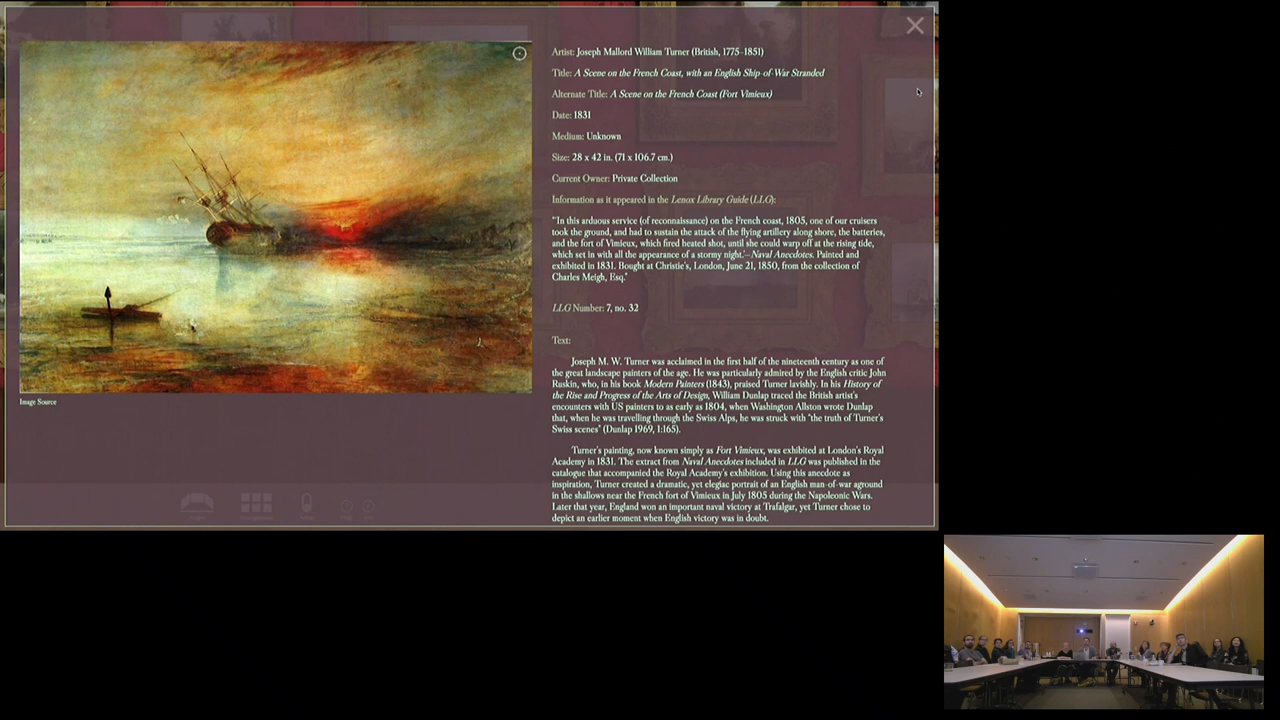 Artist: Joseph Mallord William Turner (British, 1775-1851)
Title: A Scene on the French Coast, with an English Ship-of-War Stranded
Alternate Title: A Scene on the French Coast (Fort Vimieux)
Date: 1831
Medium: Unknown
Size: 28 x 42 in. (71 x 106.7 cm.)
Current Owner: Private Collection
Information as it appeared in the Lenox Library Guide (LLG):
"'In this arduous service (of reconnaissance) on the French coast, 1805, one of our cruisers
took the ground, and had to sustain the attack of the flying artillery along shore, the batteries,
and the fort of Vimieux, which fired heated shot, until she could warp off at the rising tide,
which set in with all the appearance of a stormy night.'—Naval Anecdotes. Painted and
exhibited in 1831. Bought at Christie's, London, June 21, 1850, from the collection of
Charles Meigh, Esq."
LLG Number: 7, no. 32
Text:
Joseph M. W. Turner was acclaimed in the first half of the nineteenth century as one of
the great landscape painters of the age. He was particularly admired by the English critic John
Ruskin, who, in his book Modern Painters (1843), praised Turner lavishly. In his History of
the Rise and Progress of the Arts of Design, William Dunlap traced the British artist's
encounters with US painters to as early as 1804, when Washington Allston wrote Dunlap
that, when he was travelling through the Swiss Alps, he was struck with "the truth of Turner's
Swiss scenes" (Dunlap 1969, 1:165).
Turner's painting, now known simply as Fort Vimieux, was exhibited at London's Royal
Academy in 1831. The extract from Naval Anecdotes included in LLG was published in the
catalogue that accompanied the Royal Academy's exhibition. Using this anecdote as
inspiration, Turner created a dramatic, yet elegiac portrait of an English man-of-war aground
in the shallows near the French fort of Vimieux in July 1805 during the Napoleonic Wars.
Later that year, England won an important naval victory at Trafalgar, yet Turner chose to
depict an earlier moment when English victory was in doubt.
Image Source